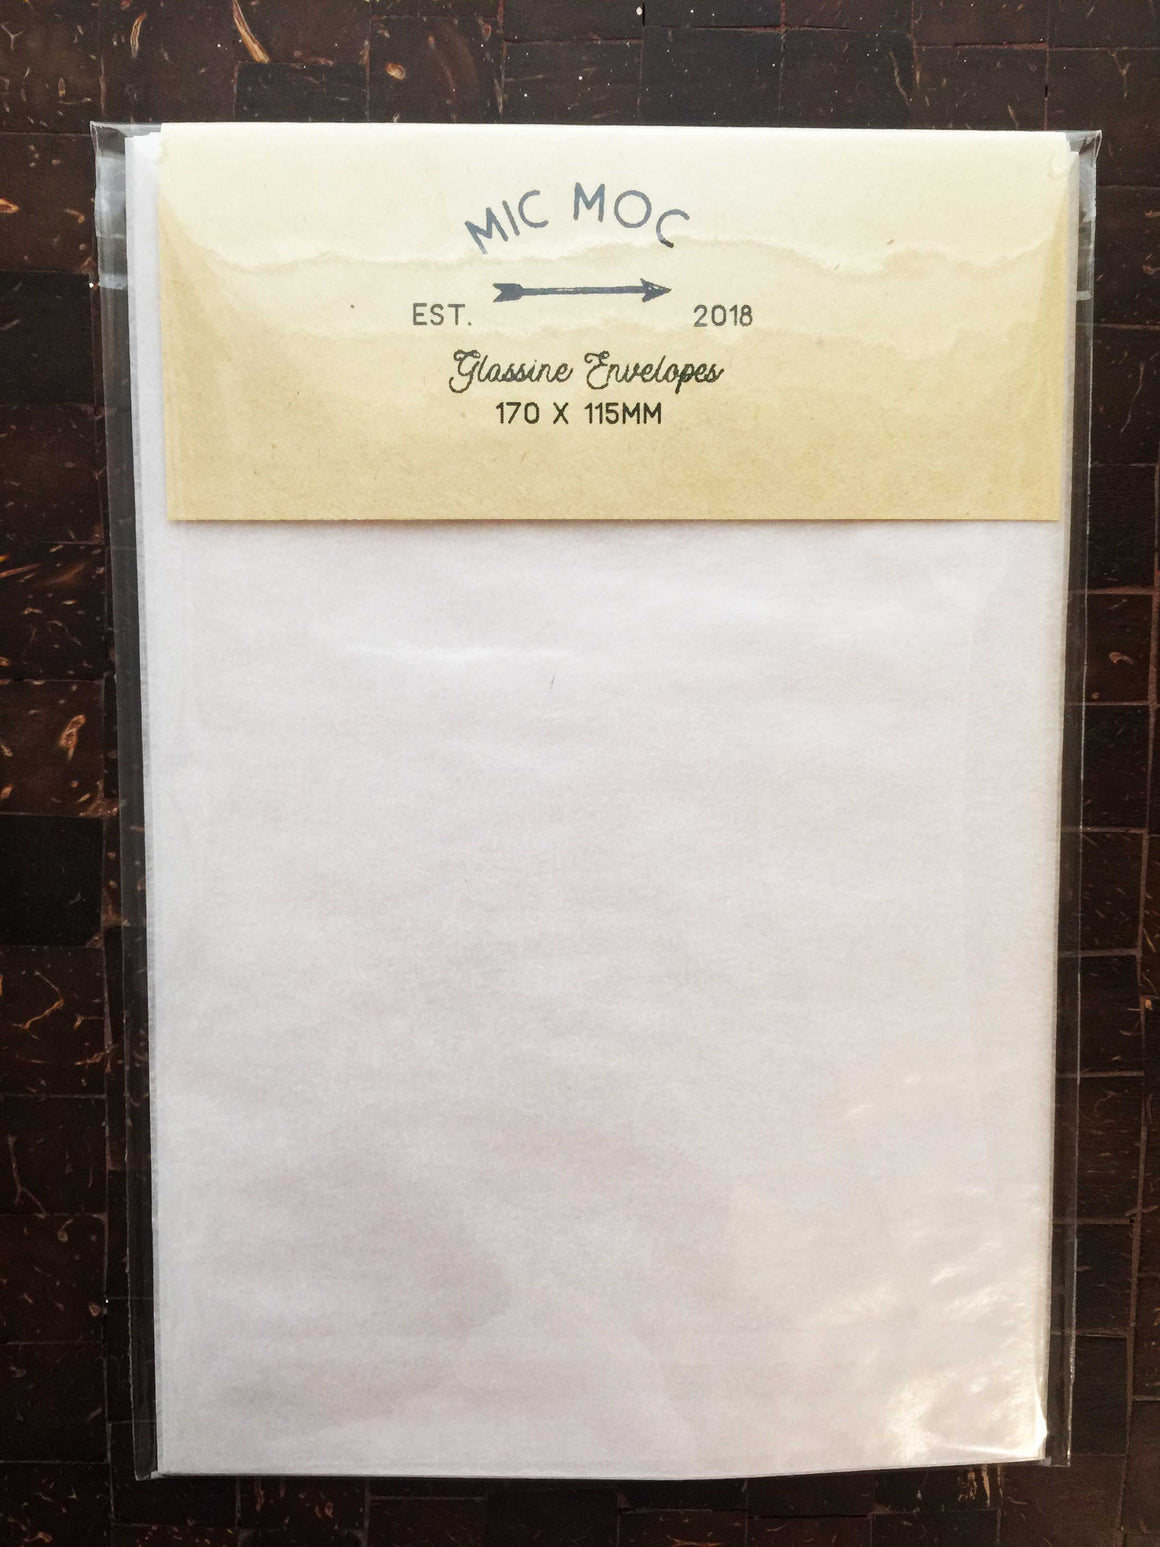 MIC MOC
EST. 2018
Glassine Envelopes
170 X 115MM